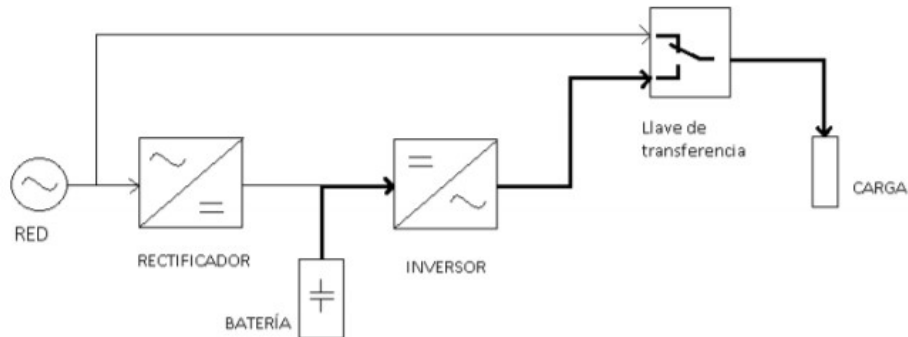 Llave de
transferencia
CARGA
RED
RECTIFICADOR
INVERSOR
BATERÍA